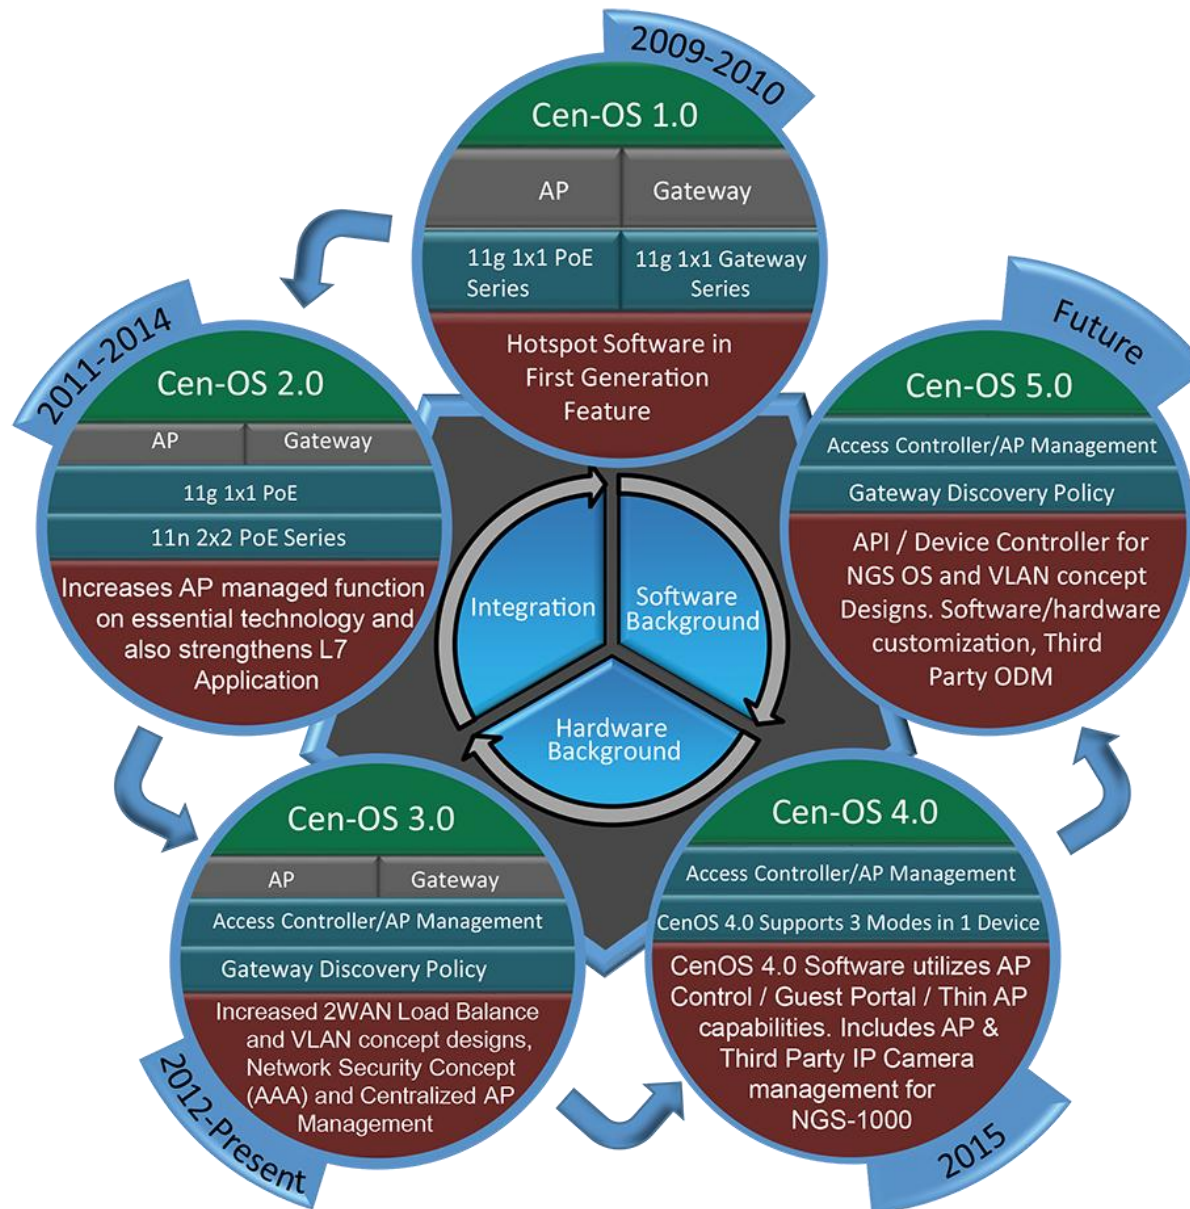 2009-2010
Cen-OS 1.0
AP
Gateway
11g 1x1 PoE
Series
11g 1x1 Gateway
Series
Hotspot Software in
First Generation
Feature
2011-2014
Cen-OS 2.0
AP
Gateway
11g 1x1 PoE
11n 2x2 PoE Series
Increases AP managed function
on essential technology and
also strengthens L7
Application
2012-Present
Cen-OS 3.0
AP
Gateway
Access Controller/AP Management
Gateway Discovery Policy
Increased 2WAN Load Balance
and VLAN concept designs,
Network Security Concept
(AAA) and Centralized AP
Management
2015
Cen-OS 4.0
Access Controller/AP Management
CenOS 4.0 Supports 3 Modes in 1 Device
CenOS 4.0 Software utilizes AP
Control / Guest Portal / Thin AP
capabilities. Includes AP &
Third Party IP Camera
management for
NGS-1000
Future
Cen-OS 5.0
Access Controller/AP Management
Gateway Discovery Policy
API / Device Controller for
NGS OS and VLAN concept
Designs. Software/hardware
customization, Third
Party ODM
Integration
Software
Background
Hardware
Background